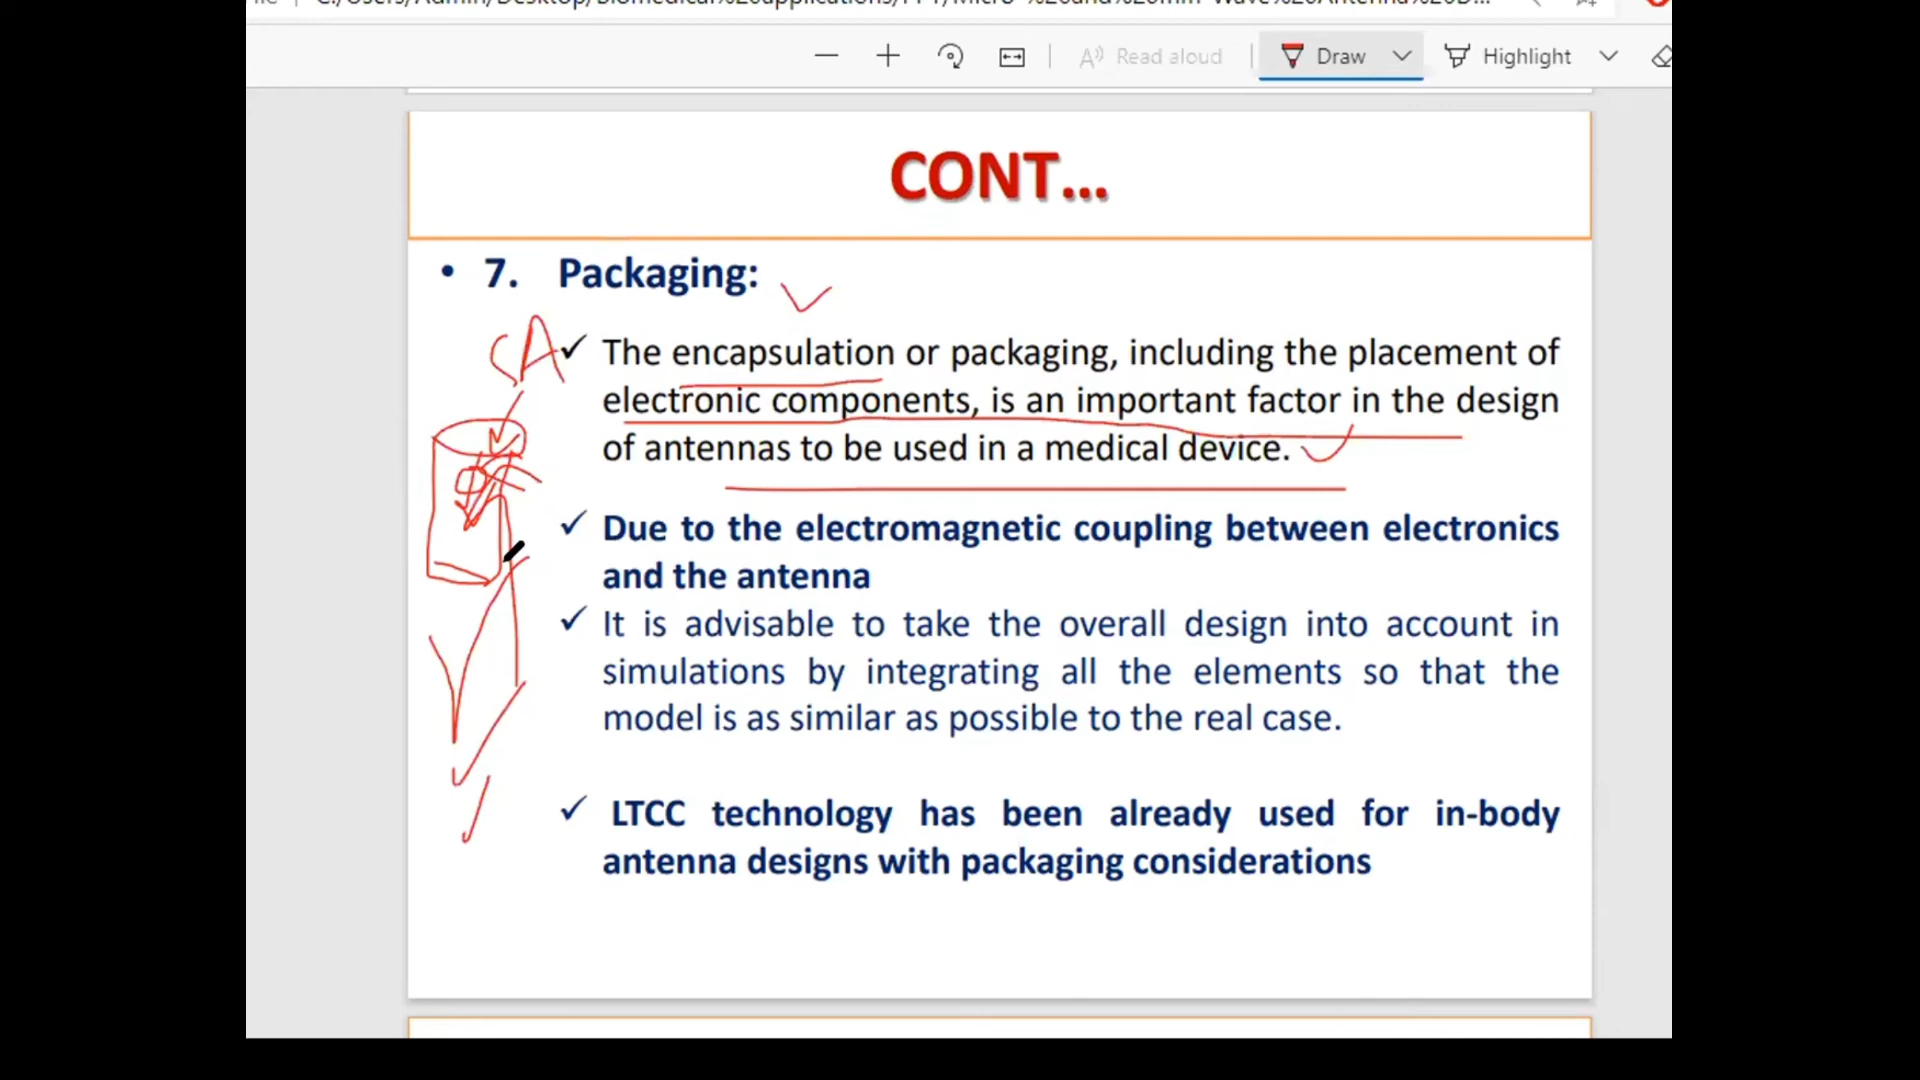 Read aloud
Draw
Highlight
CONT...
• 7. Packaging:
✓ The encapsulation or packaging, including the placement of
electronic components, is an important factor in the design
of antennas to be used in a medical device.
✓ Due to the electromagnetic coupling between electronics
and the antenna
✓ It is advisable to take the overall design into account in
simulations by integrating all the elements so that the
model is as similar as possible to the real case.
✓ LTCC technology has been already used for in-body
antenna designs with packaging considerations